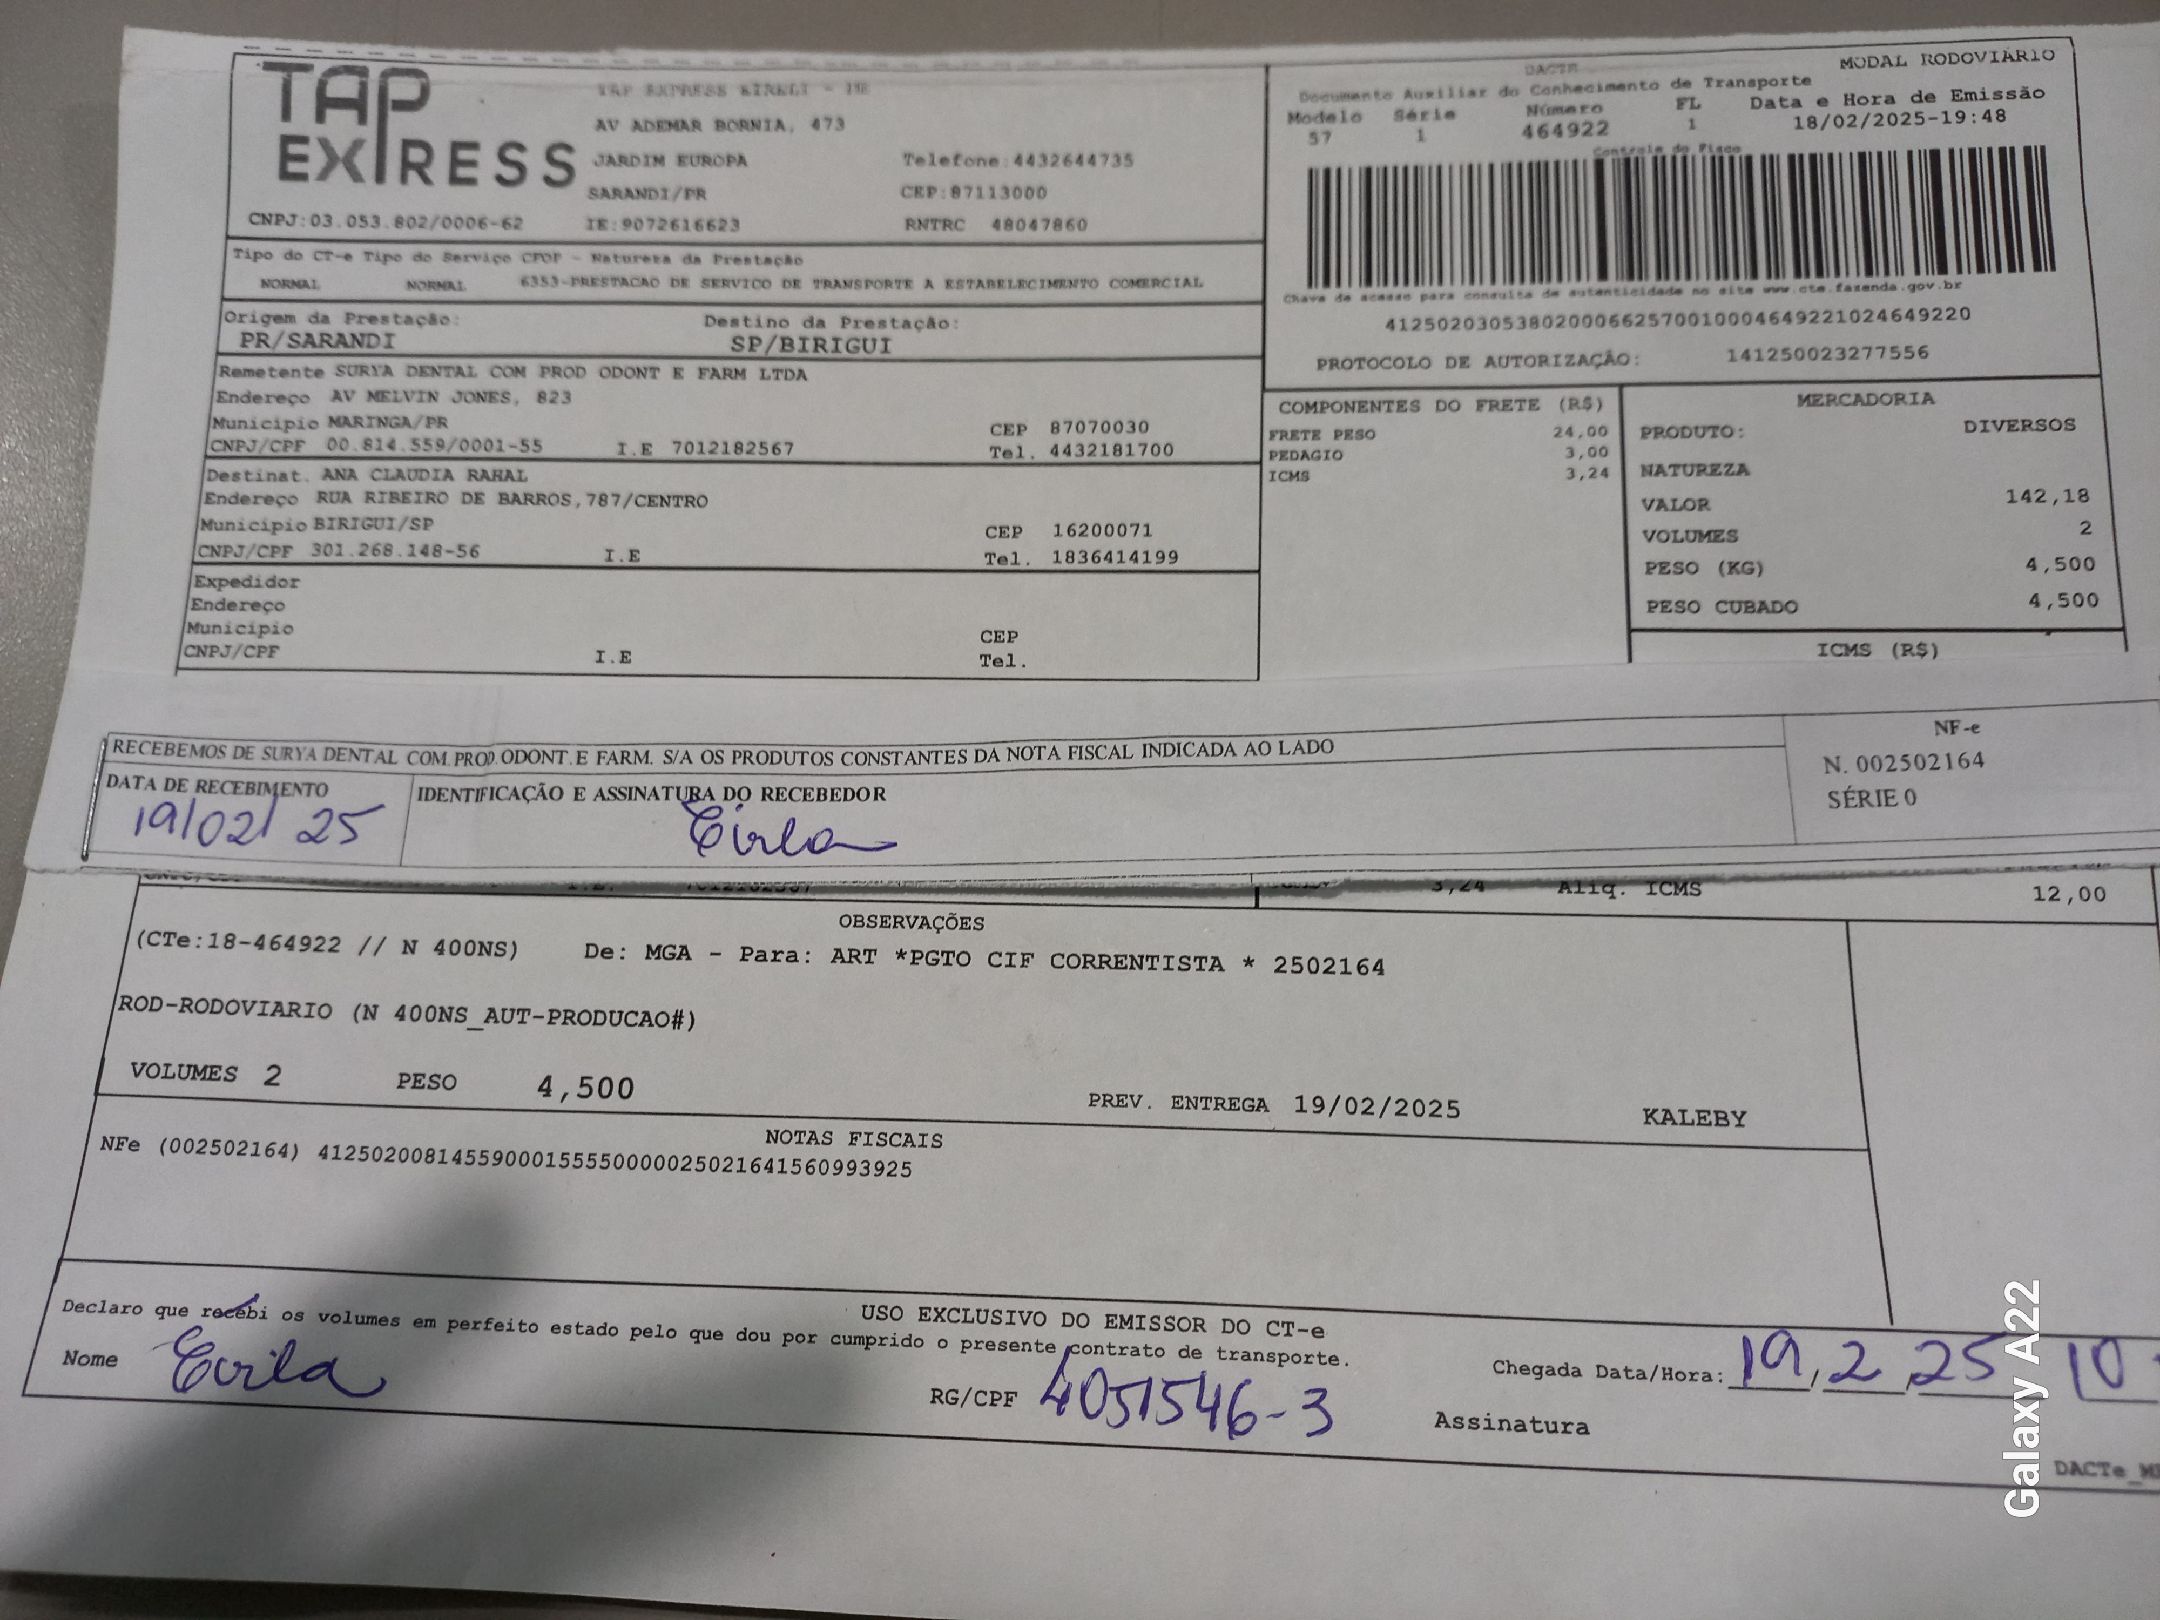 TAP
EXPRESS
TAP EXPRESS EIRELI - ME
AV ADEMAR BORNIA, 473
JARDIM EUROPA Telefone:4432644735
SARANDI/PR CEP:87113000
CNPJ:03.053.802/0006-62 IE:9072616623 RNTRC 48047860
DACTE MODAL RODOVIÁRIO
Documento Auxiliar do Conhecimento de Transporte
Modelo Série Número FL Data e Hora de Emissão
57 1 464922 1 18/02/2025-19:48
Controle do Fisco
Chave de acesso para consulta de autenticidade no site www.cte.fazenda.gov.br
41250203053802000662570010004649221024649220
PROTOCOLO DE AUTORIZAÇÃO: 141250023277556
Tipo do CT-e Tipo do Serviço CFOP - Natureza da Prestação
NORMAL NORMAL 6353-PRESTACAO DE SERVICO DE TRANSPORTE A ESTABELECIMENTO COMERCIAL
Origem da Prestação: Destino da Prestação:
PR/SARANDI SP/BIRIGUI
Remetente SURYA DENTAL COM PROD ODONT E FARM LTDA
Endereço AV MELVIN JONES, 823
Município MARINGA/PR CEP 87070030
CNPJ/CPF 00.814.559/0001-55 I.E 7012182567 Tel. 4432181700
Destinat. ANA CLAUDIA RAHAL
Endereço RUA RIBEIRO DE BARROS,787/CENTRO
Município BIRIGUI/SP CEP 16200071
CNPJ/CPF 301.268.148-56 I.E Tel. 1836414199
Expedidor
Endereço
Município CEP
CNPJ/CPF I.E Tel.
COMPONENTES DO FRETE (R$)
FRETE PESO 24,00
PEDAGIO 3,00
ICMS 3,24
MERCADORIA
PRODUTO: DIVERSOS
NATUREZA
VALOR 142,18
VOLUMES 2
PESO (KG) 4,500
PESO CUBADO 4,500
ICMS (R$)
RECEBEMOS DE SURYA DENTAL COM. PROD. ODONT. E FARM. S/A OS PRODUTOS CONSTANTES DA NOTA FISCAL INDICADA AO LADO
NF-e
N. 002502164
SÉRIE 0
DATA DE RECEBIMENTO IDENTIFICAÇÃO E ASSINATURA DO RECEBEDOR
19/02/25 Cirla
3,24 Aliq. ICMS 12,00
OBSERVAÇÕES
(CTe:18-464922 // N 400NS) De: MGA - Para: ART *PGTO CIF CORRENTISTA * 2502164
ROD-RODOVIARIO (N 400NS_AUT-PRODUCAO#)
VOLUMES 2 PESO 4,500 PREV. ENTREGA 19/02/2025 KALEBY
NOTAS FISCAIS
NFe (002502164) 41250200814559000155550000025021641560993925
USO EXCLUSIVO DO EMISSOR DO CT-e
Declaro que recebi os volumes em perfeito estado pelo que dou por cumprido o presente contrato de transporte.
Nome Cirla RG/CPF 4051546-3 Chegada Data/Hora: 19, 2, 25 10
Assinatura
DACTe_M
Galaxy A22